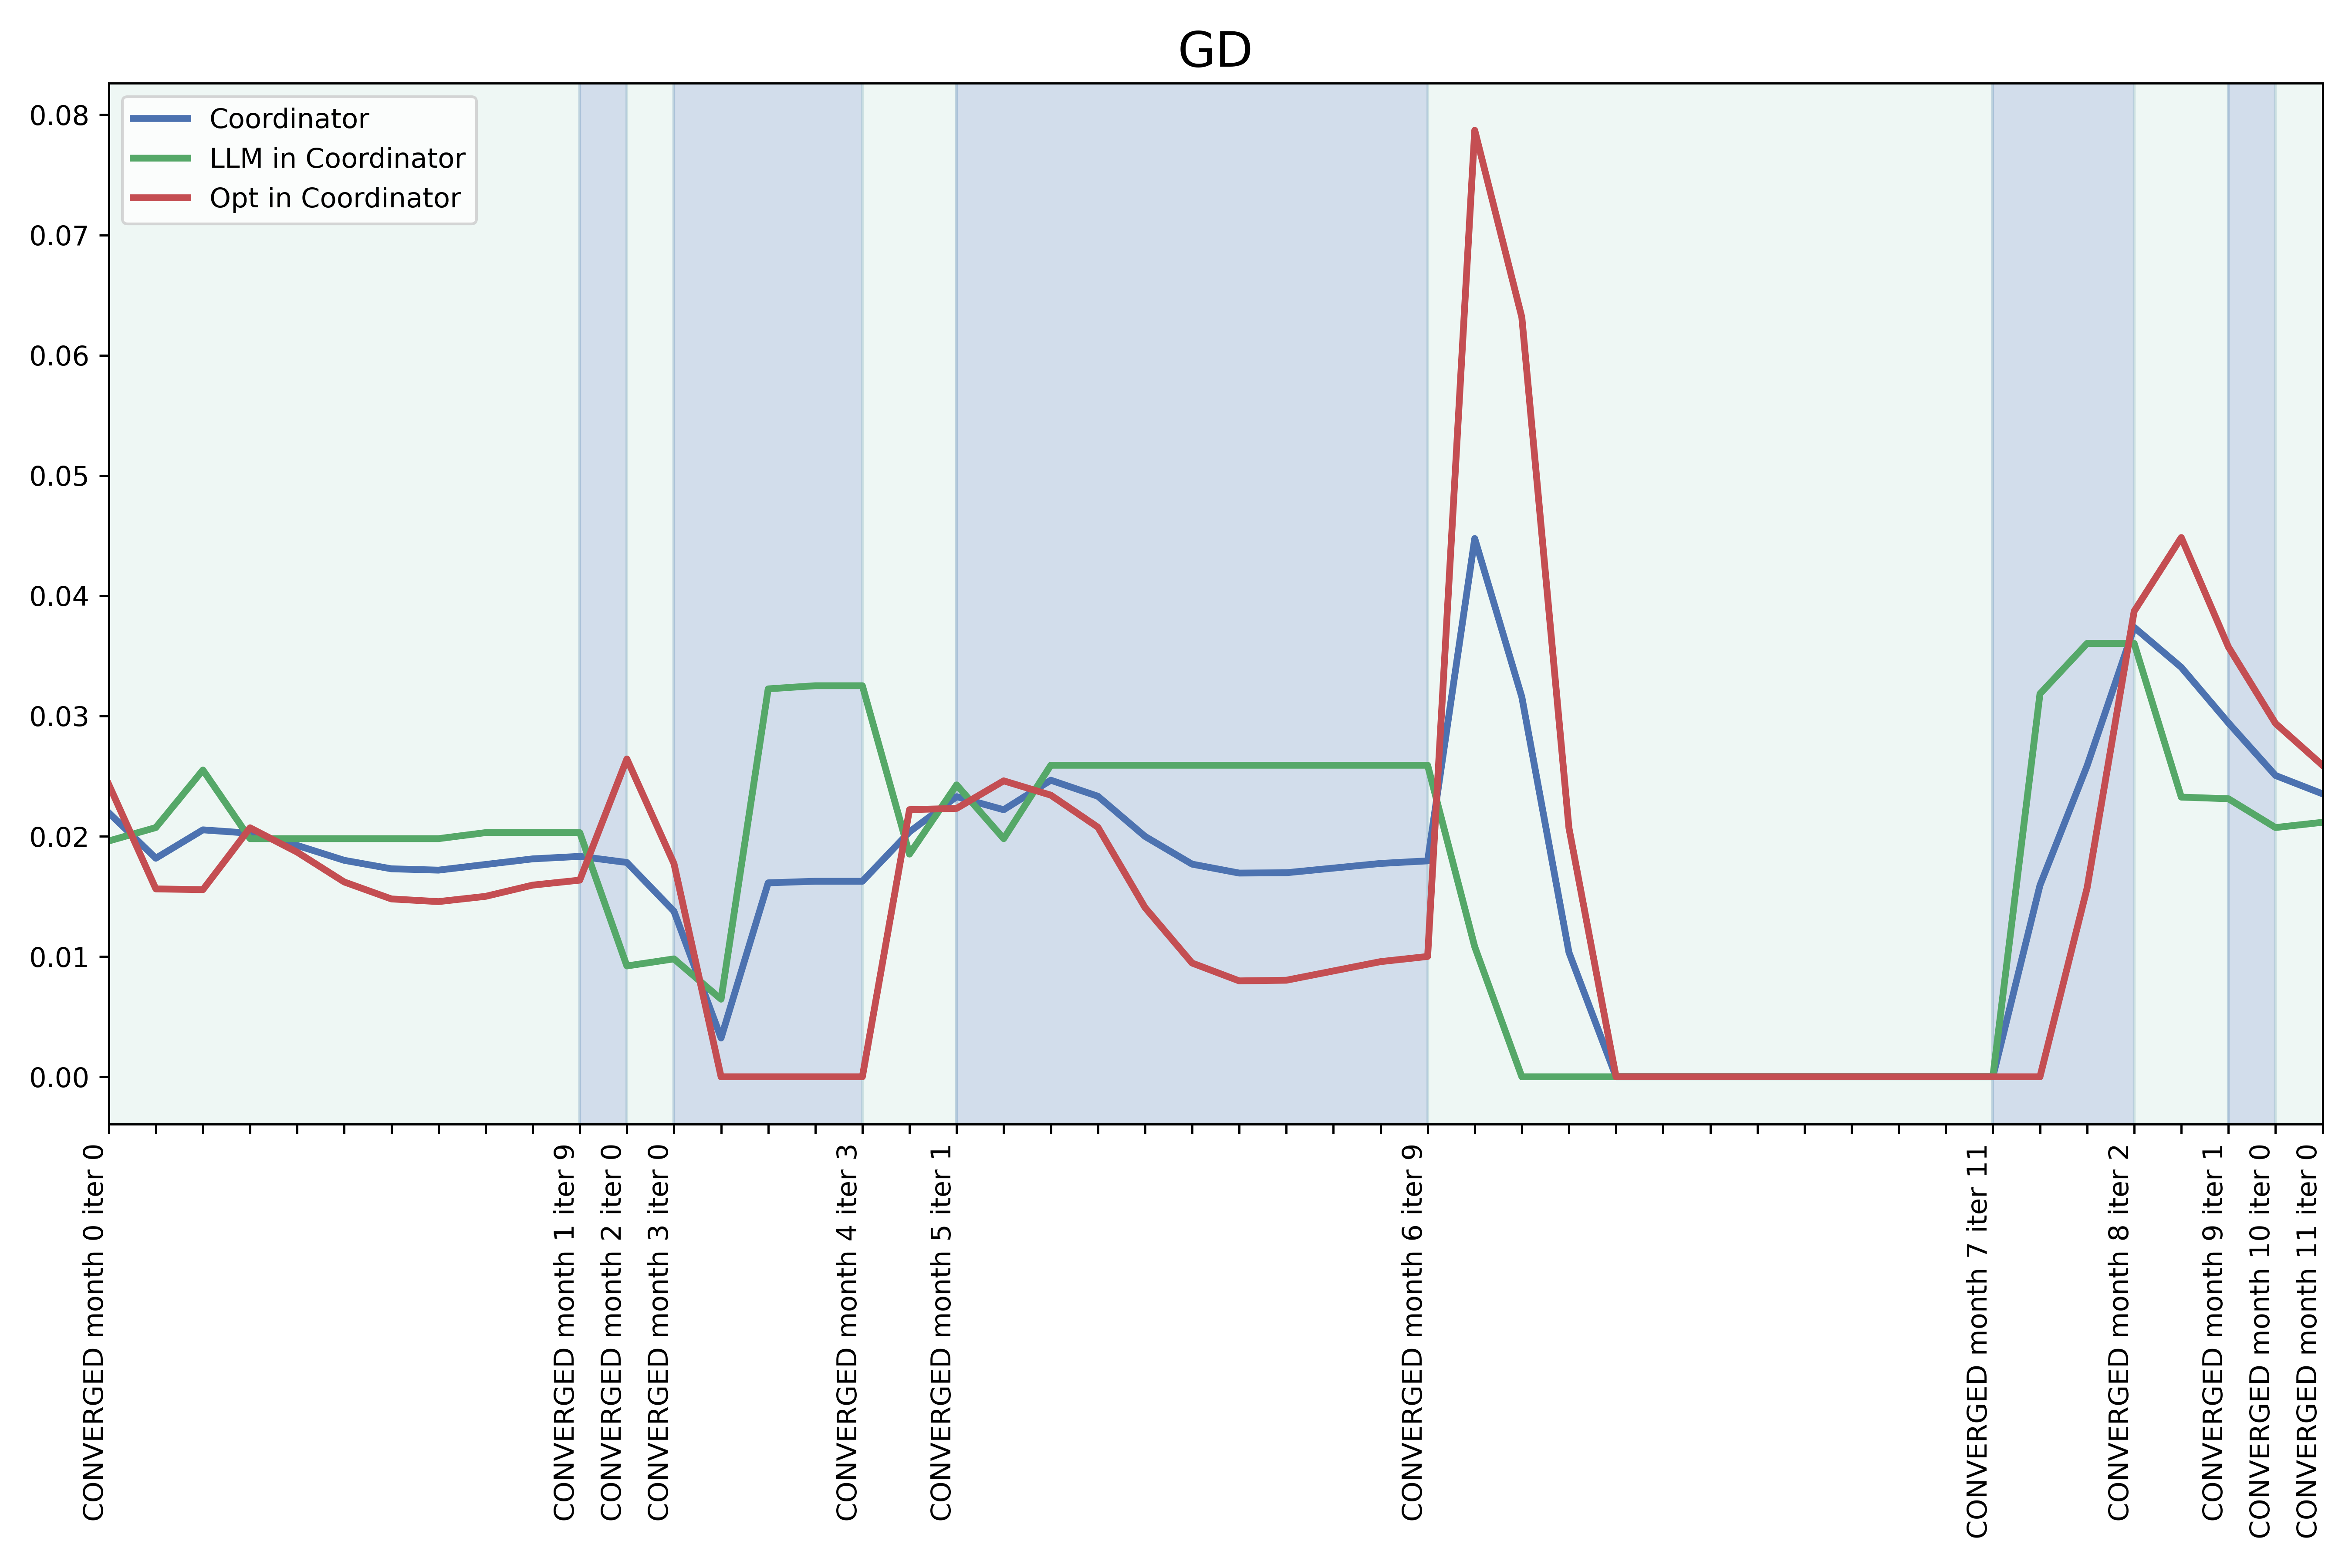 GD
Coordinator
LLM in Coordinator
Opt in Coordinator
0.08
0.07
0.06
0.05
0.04
0.03
0.02
0.01
0.00
CONVERGED month 0 iter 0
CONVERGED month 1 iter 9
CONVERGED month 2 iter 0
CONVERGED month 3 iter 0
CONVERGED month 4 iter 3
CONVERGED month 5 iter 1
CONVERGED month 6 iter 9
CONVERGED month 7 iter 11
CONVERGED month 8 iter 2
CONVERGED month 9 iter 1
CONVERGED month 10 iter 0
CONVERGED month 11 iter 0